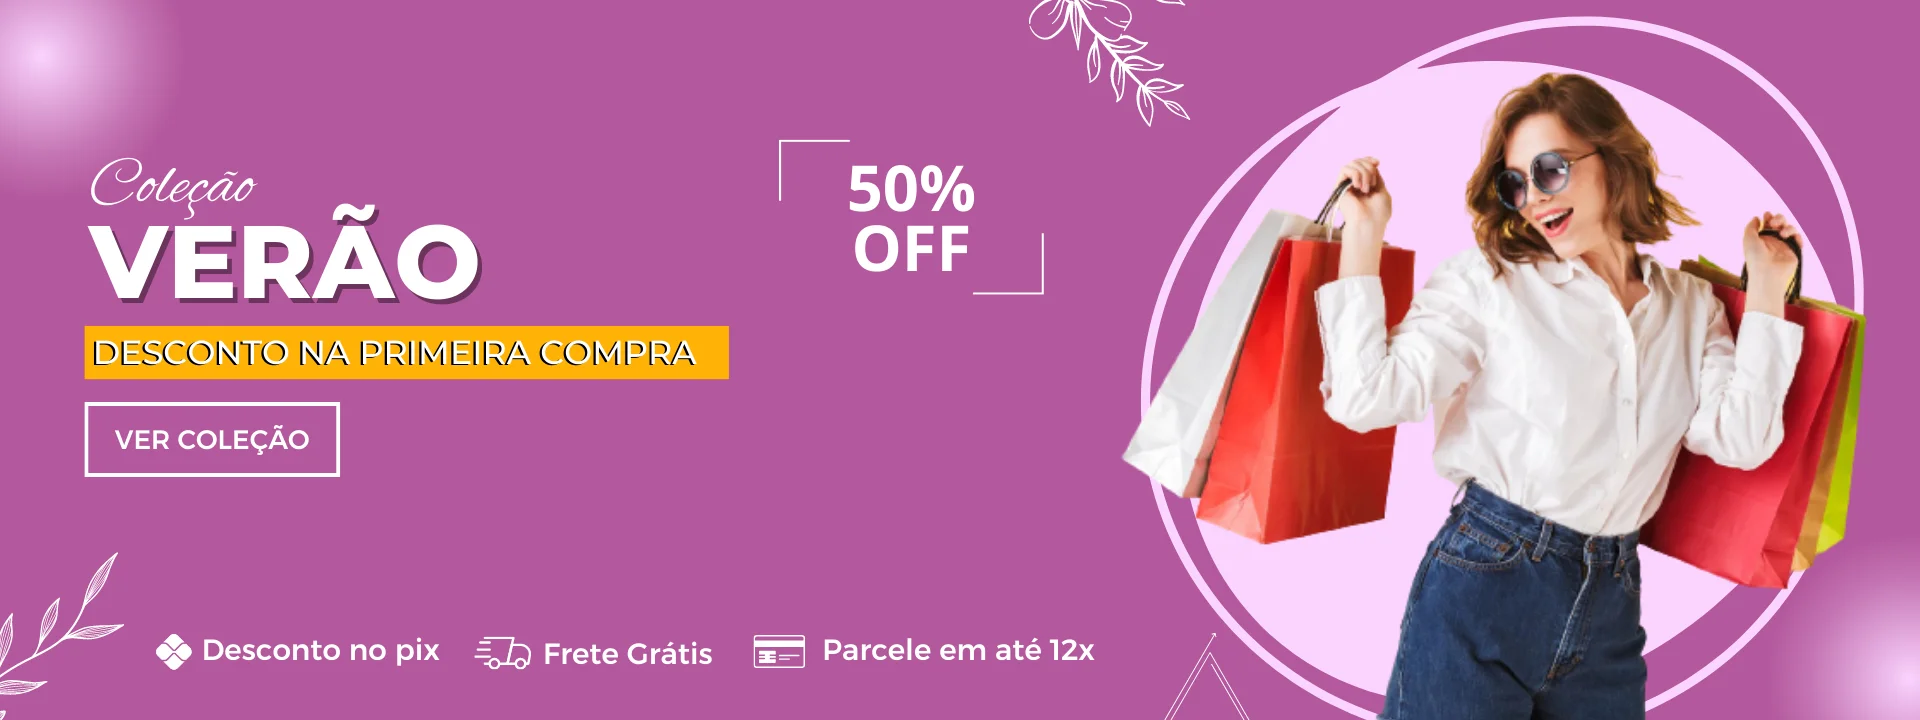 Coleção
VERÃO
DESCONTO NA PRIMEIRA COMPRA
VER COLEÇÃO
50%
OFF
Desconto no pix
Frete Grátis
Parcele em até 12x